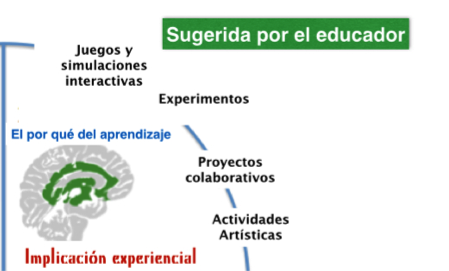 Sugerida por el educador
Juegos y
simulaciones
interactivas
Experimentos
El por qué del aprendizaje
Proyectos
colaborativos
Actividades
Artísticas
Implicación experiencial